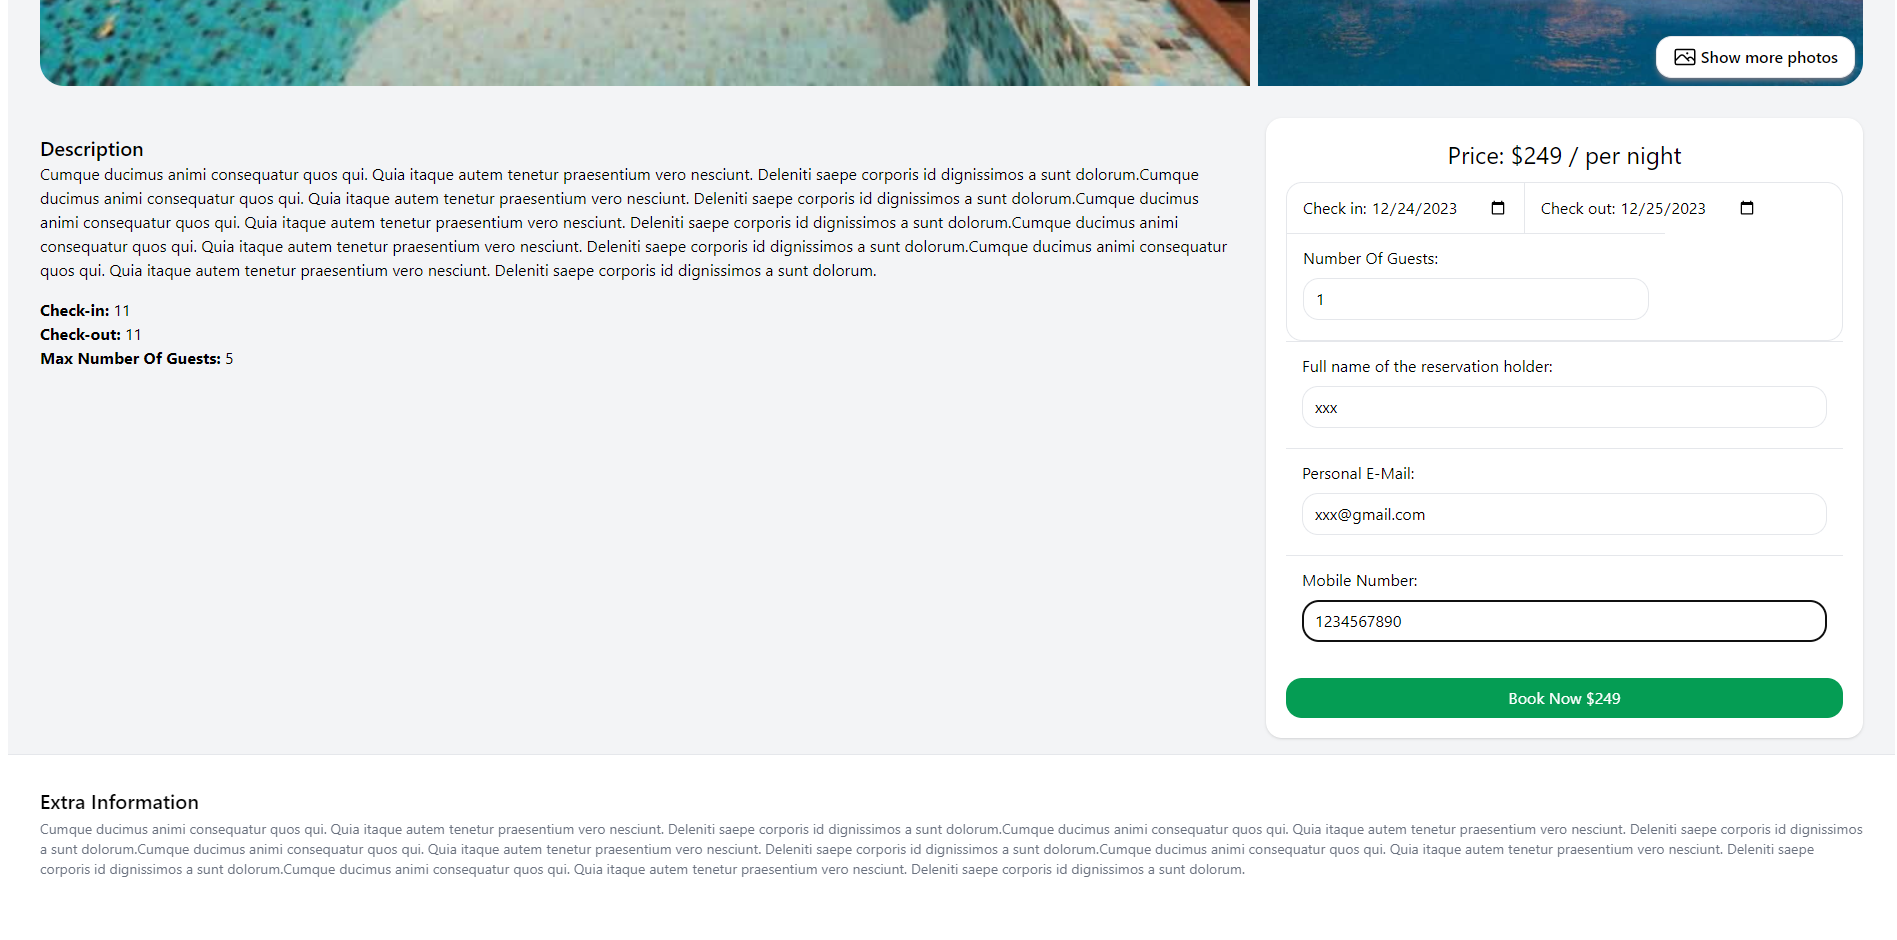 Show more photos
Description
Cumque ducimus animi consequatur quos qui. Quia itaque autem tenetur praesentium vero nesciunt. Deleniti saepe corporis id dignissimos a sunt dolorum.Cumque
ducimus animi consequatur quos qui. Quia itaque autem tenetur praesentium vero nesciunt. Deleniti saepe corporis id dignissimos a sunt dolorum.Cumque ducimus
animi consequatur quos qui. Quia itaque autem tenetur praesentium vero nesciunt. Deleniti saepe corporis id dignissimos a sunt dolorum.Cumque ducimus animi
consequatur quos qui. Quia itaque autem tenetur praesentium vero nesciunt. Deleniti saepe corporis id dignissimos a sunt dolorum.Cumque ducimus animi consequatur
quos qui. Quia itaque autem tenetur praesentium vero nesciunt. Deleniti saepe corporis id dignissimos a sunt dolorum.
Check-in: 11
Check-out: 11
Max Number Of Guests: 5
Price: $249 / per night
Check in: 12/24/2023 Check out: 12/25/2023
Number Of Guests:
1
Full name of the reservation holder:
xxx
Personal E-Mail:
xxx@gmail.com
Mobile Number:
1234567890
Book Now $249
Extra Information
Cumque ducimus animi consequatur quos qui. Quia itaque autem tenetur praesentium vero nesciunt. Deleniti saepe corporis id dignissimos a sunt dolorum.Cumque ducimus animi consequatur quos qui. Quia itaque autem tenetur praesentium vero nesciunt. Deleniti saepe corporis id dignissimos
a sunt dolorum.Cumque ducimus animi consequatur quos qui. Quia itaque autem tenetur praesentium vero nesciunt. Deleniti saepe corporis id dignissimos a sunt dolorum.Cumque ducimus animi consequatur quos qui. Quia itaque autem tenetur praesentium vero nesciunt. Deleniti saepe
corporis id dignissimos a sunt dolorum.Cumque ducimus animi consequatur quos qui. Quia itaque autem tenetur praesentium vero nesciunt. Deleniti saepe corporis id dignissimos a sunt dolorum.